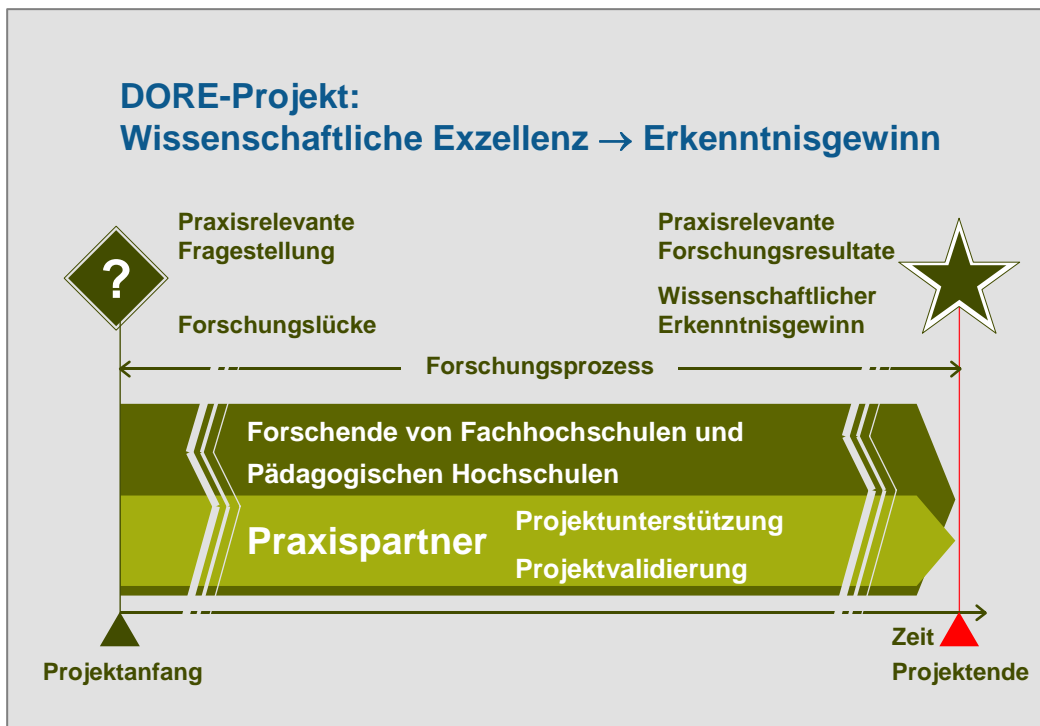 DORE-Projekt:
Wissenschaftliche Exzellenz → Erkenntnisgewinn
Praxisrelevante
Fragestellung
?
Forschungslücke
Praxisrelevante
Forschungsresultate
Wissenschaftlicher
Erkenntnisgewinn
Forschungsprozess
Forschende von Fachhochschulen und
Pädagogischen Hochschulen
Praxispartner
Projektunterstützung
Projektvalidierung
Zeit
Projektanfang
Projektende